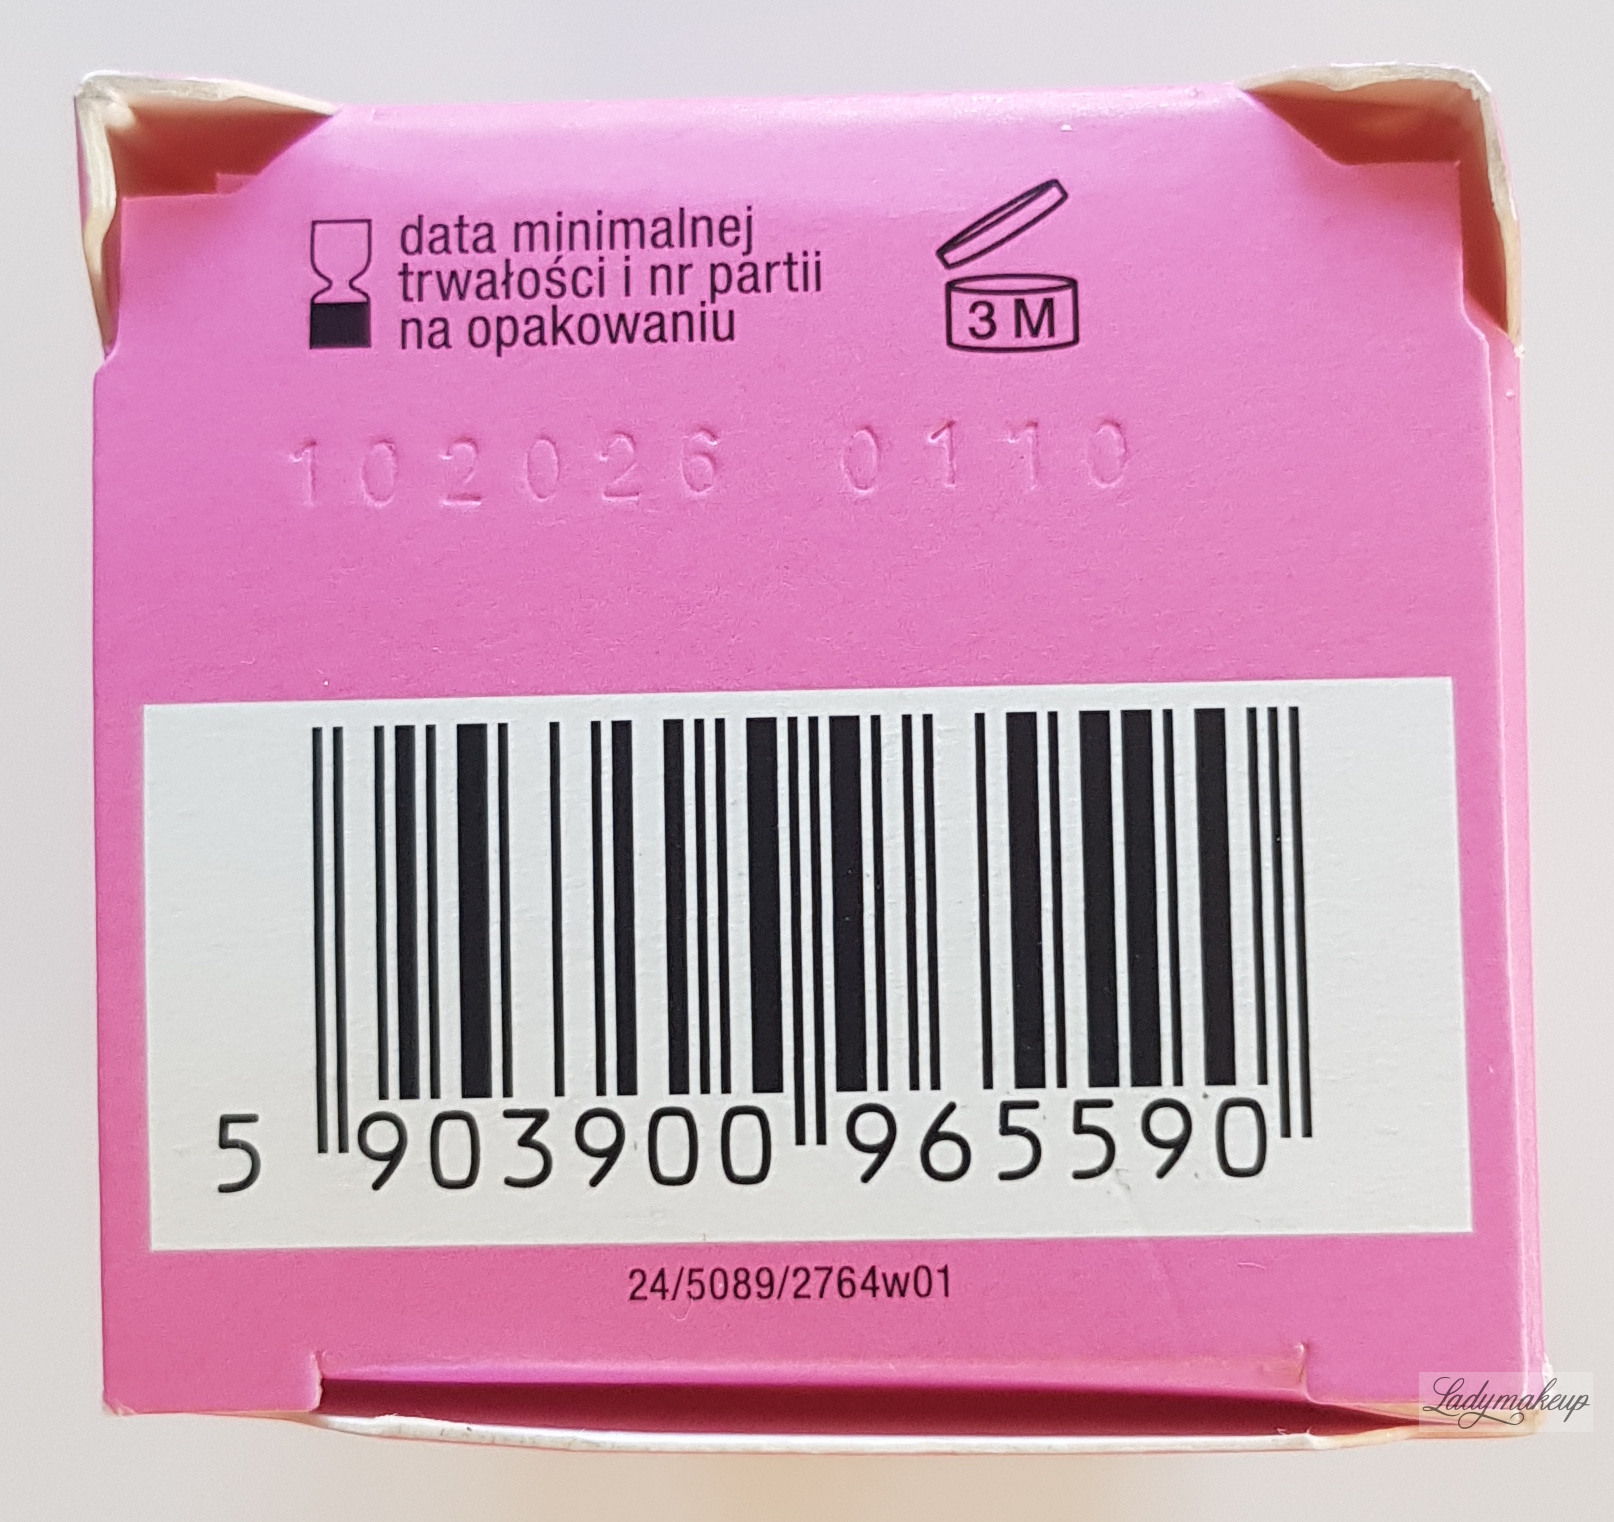 data minimalnej
trwałości i nr partii
na opakowaniu
3 M
102026 0110
5 903900 965590
24/5089/2764w01
Ladymakeup